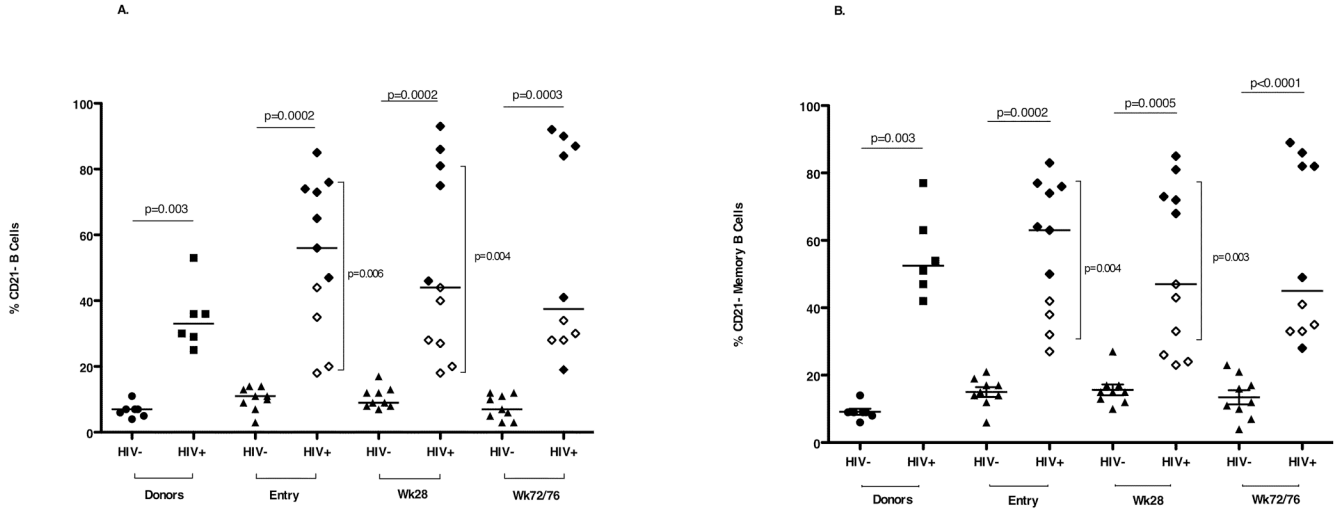 A.
% CD21- B Cells
100
80
60
40
20
0
p=0.003
p=0.0002
p=0.0002
p=0.0003
p=0.006
p=0.004
HIV- HIV+ HIV- HIV+ HIV- HIV+ HIV- HIV+
Donors Entry Wk28 Wk72/76
B.
% CD21- Memory B Cells
100
80
60
40
20
0
p=0.003
p=0.0002
p=0.0005
p<0.0001
p=0.004
p=0.003
HIV- HIV+ HIV- HIV+ HIV- HIV+ HIV- HIV+
Donors Entry Wk28 Wk72/76